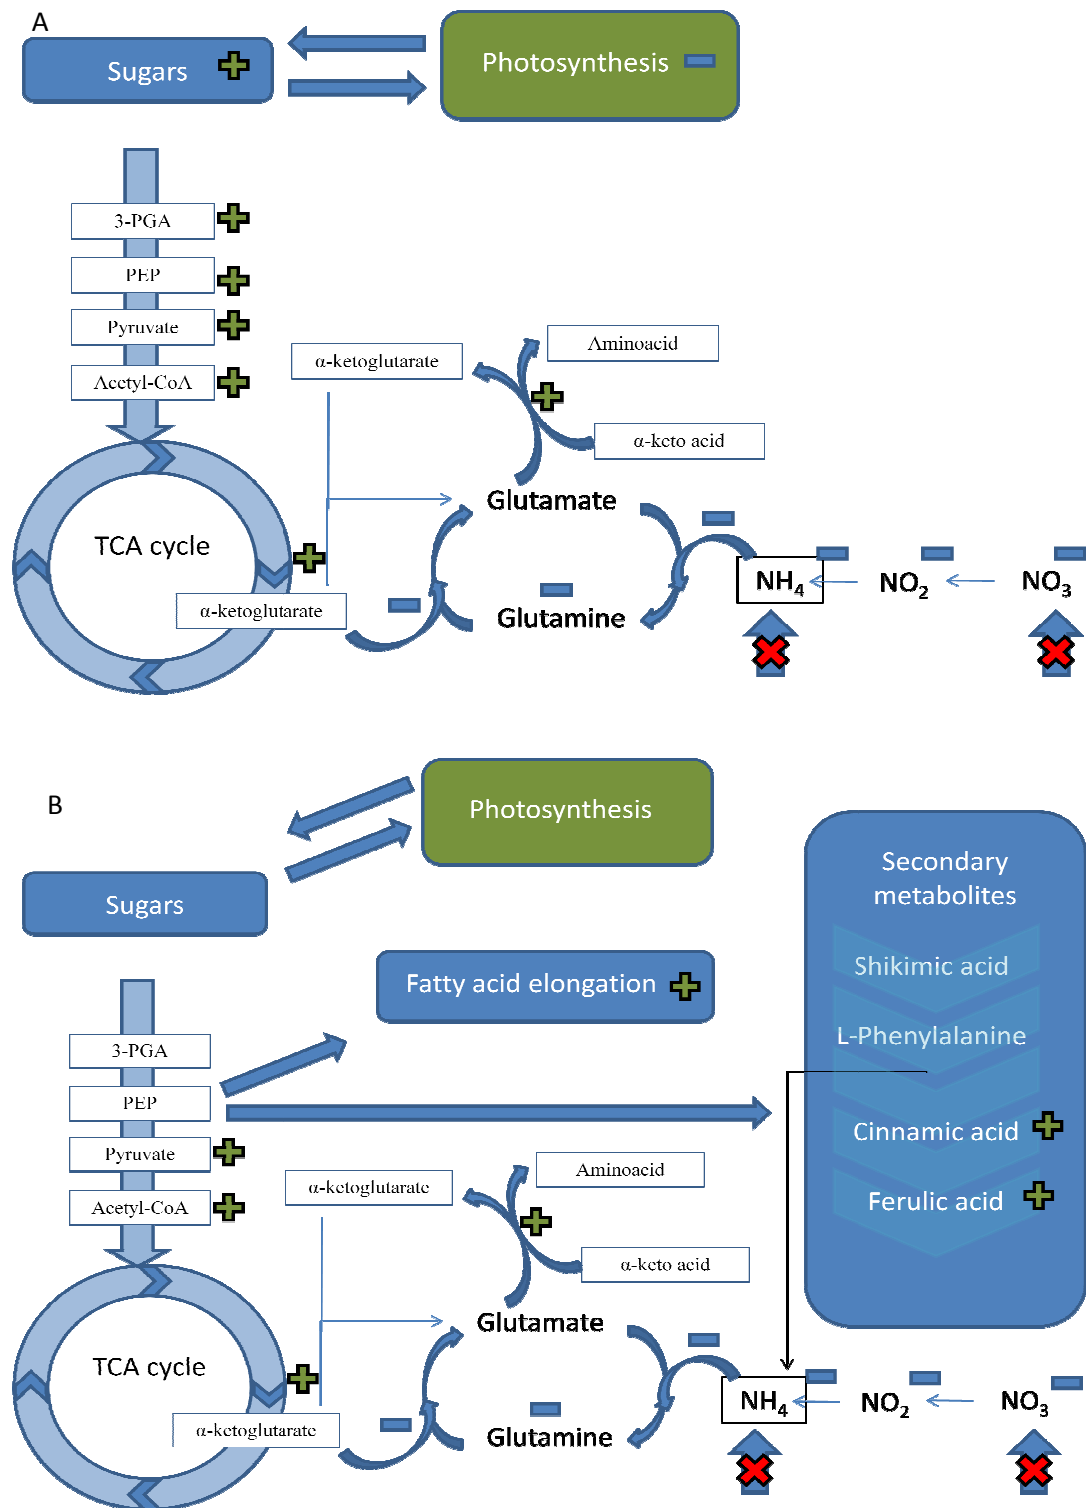 A
Sugars
Photosynthesis
3-PGA
PEP
Pyruvate
Acetyl-CoA
α-ketoglutarate
Aminoacid
α-keto acid
Glutamate
TCA cycle
α-ketoglutarate
Glutamine
NH4
NO2
NO3
B
Photosynthesis
Sugars
Secondary
metabolites
Fatty acid elongation
Shikimic acid
L-Phenylalanine
3-PGA
PEP
Cinnamic acid
Pyruvate
Ferulic acid
Acetyl-CoA
α-ketoglutarate
Aminoacid
α-keto acid
Glutamate
TCA cycle
α-ketoglutarate
Glutamine
NH4
NO2
NO3